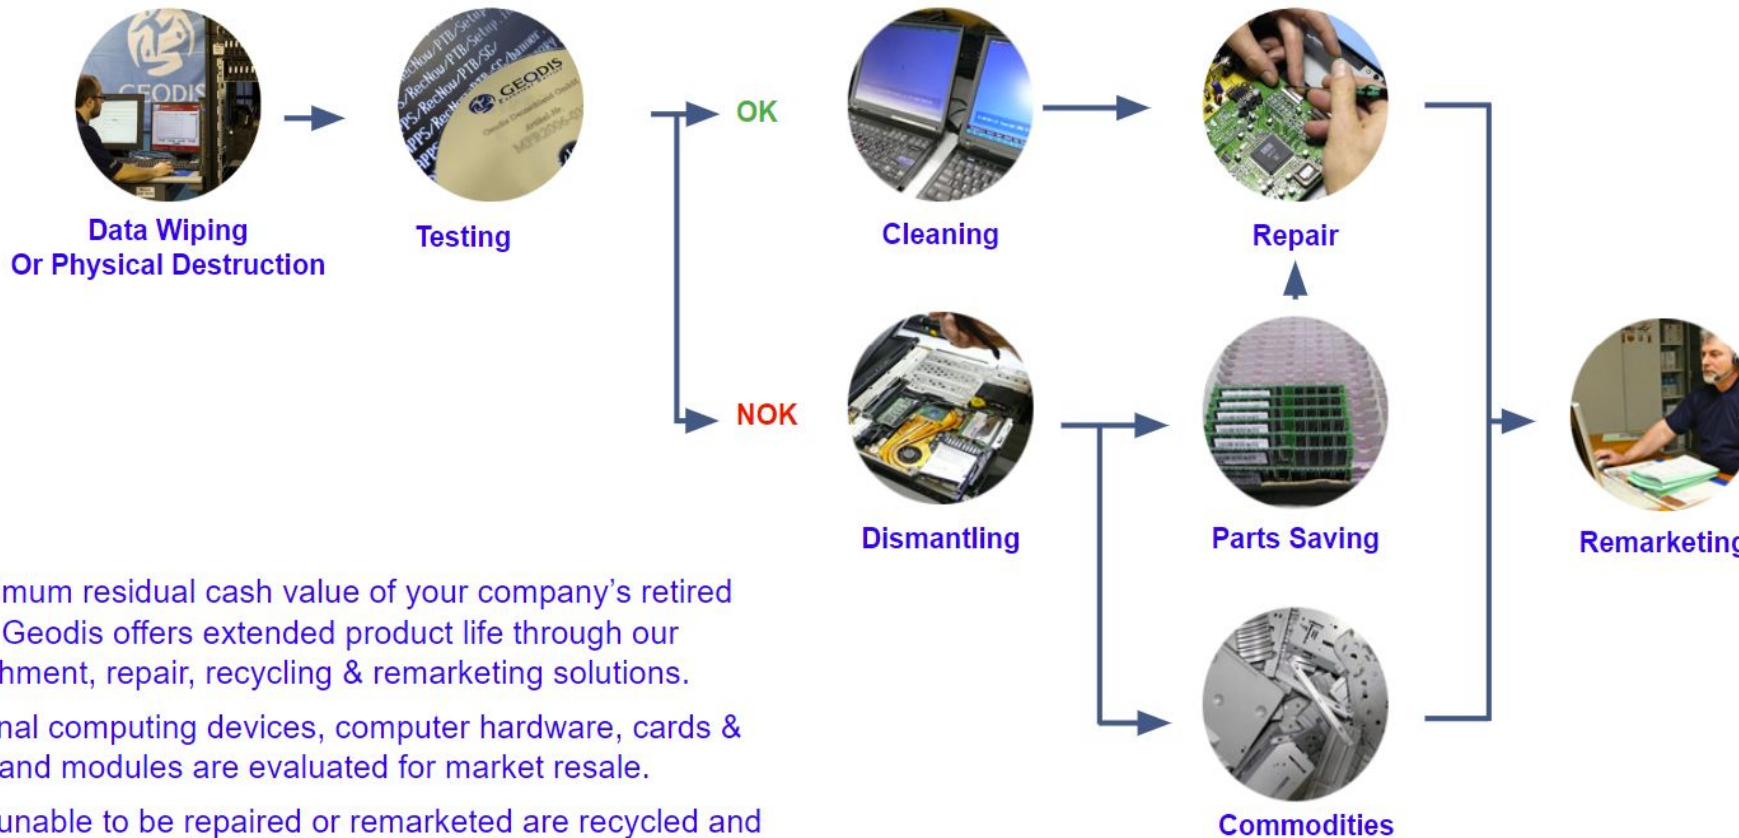 GEODIS
GEODIS
Data Wiping
Or Physical Destruction
Testing
OK
Cleaning
Repair
NOK
Dismantling
Parts Saving
Remarketing
Commodities
mum residual cash value of your company's retired
Geodis offers extended product life through our
hment, repair, recycling & remarketing solutions.
nal computing devices, computer hardware, cards &
and modules are evaluated for market resale.
unable to be repaired or remarketed are recycled and